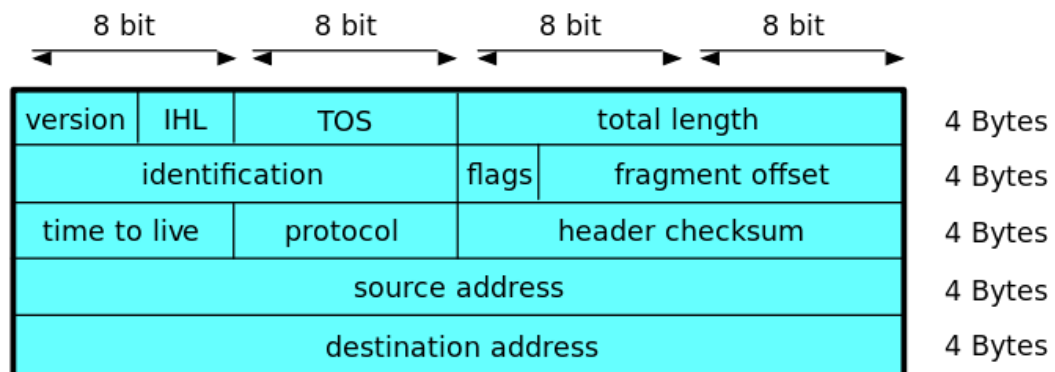 8 bit 8 bit 8 bit 8 bit
version IHL TOS total length 4 Bytes
identification flags fragment offset 4 Bytes
time to live protocol header checksum 4 Bytes
source address 4 Bytes
destination address 4 Bytes